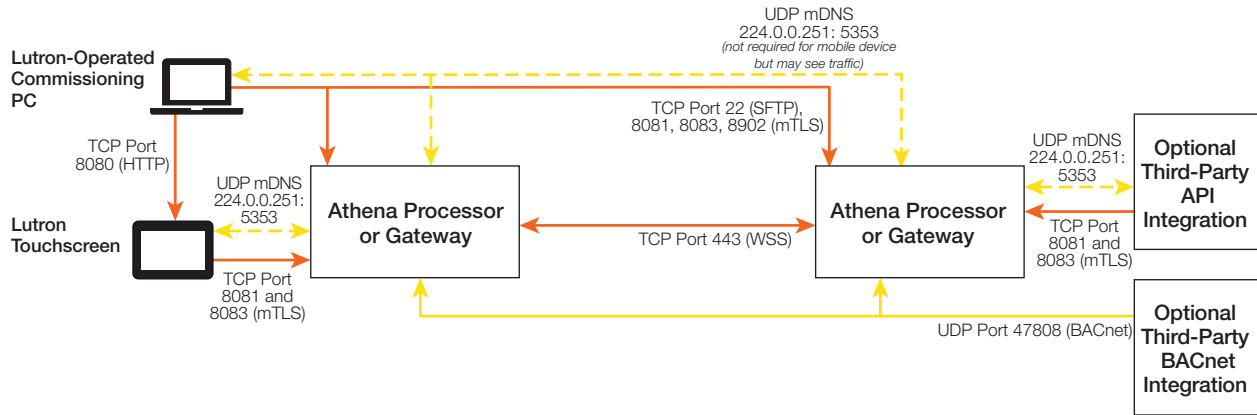 UDP mDNS
224.0.0.251: 5353
(not required for mobile device
but may see traffic)
Lutron-Operated
Commissioning
PC
TCP Port 22 (SFTP),
8081, 8083, 8902 (mTLS)
TCP Port
8080 (HTTP)
UDP mDNS
224.0.0.251:
5353
Lutron
Touchscreen
TCP Port
8081 and
8083 (mTLS)
Athena Processor
or Gateway
TCP Port 443 (WSS)
Athena Processor
or Gateway
UDP mDNS
224.0.0.251:
5353
TCP Port
8081 and
8083 (mTLS)
Optional
Third-Party
API
Integration
UDP Port 47808 (BACnet)
Optional
Third-Party
BACnet
Integration